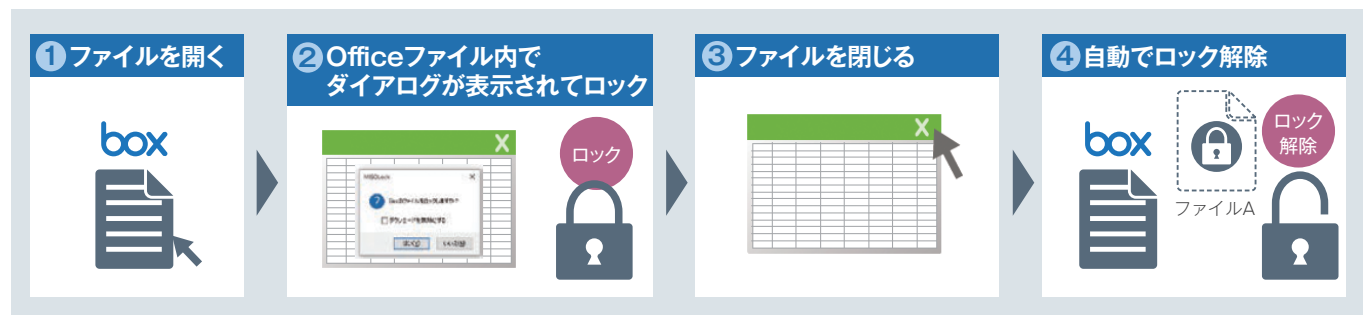 ① ファイルを開く
box
② Officeファイル内で
ダイアログが表示されてロック
X
ロック
③ ファイルを閉じる
X
④ 自動でロック解除
box
ファイルA
ロック
解除